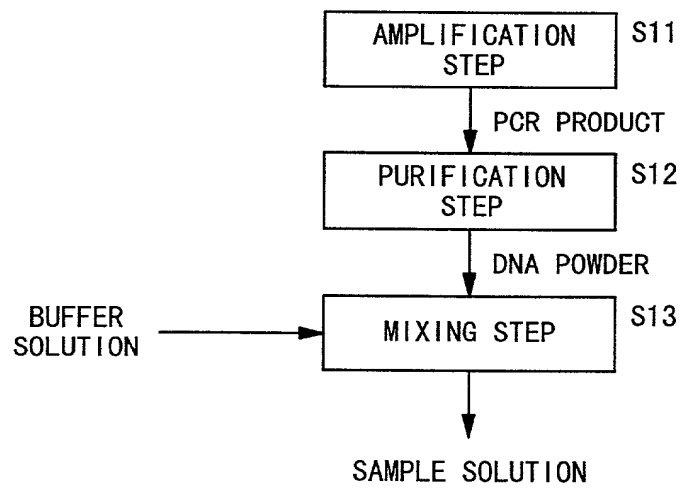 AMPLIFICATION
STEP
S11
PCR PRODUCT
PURIFICATION
STEP
S12
DNA POWDER
BUFFER
SOLUTION
MIXING STEP
S13
SAMPLE SOLUTION